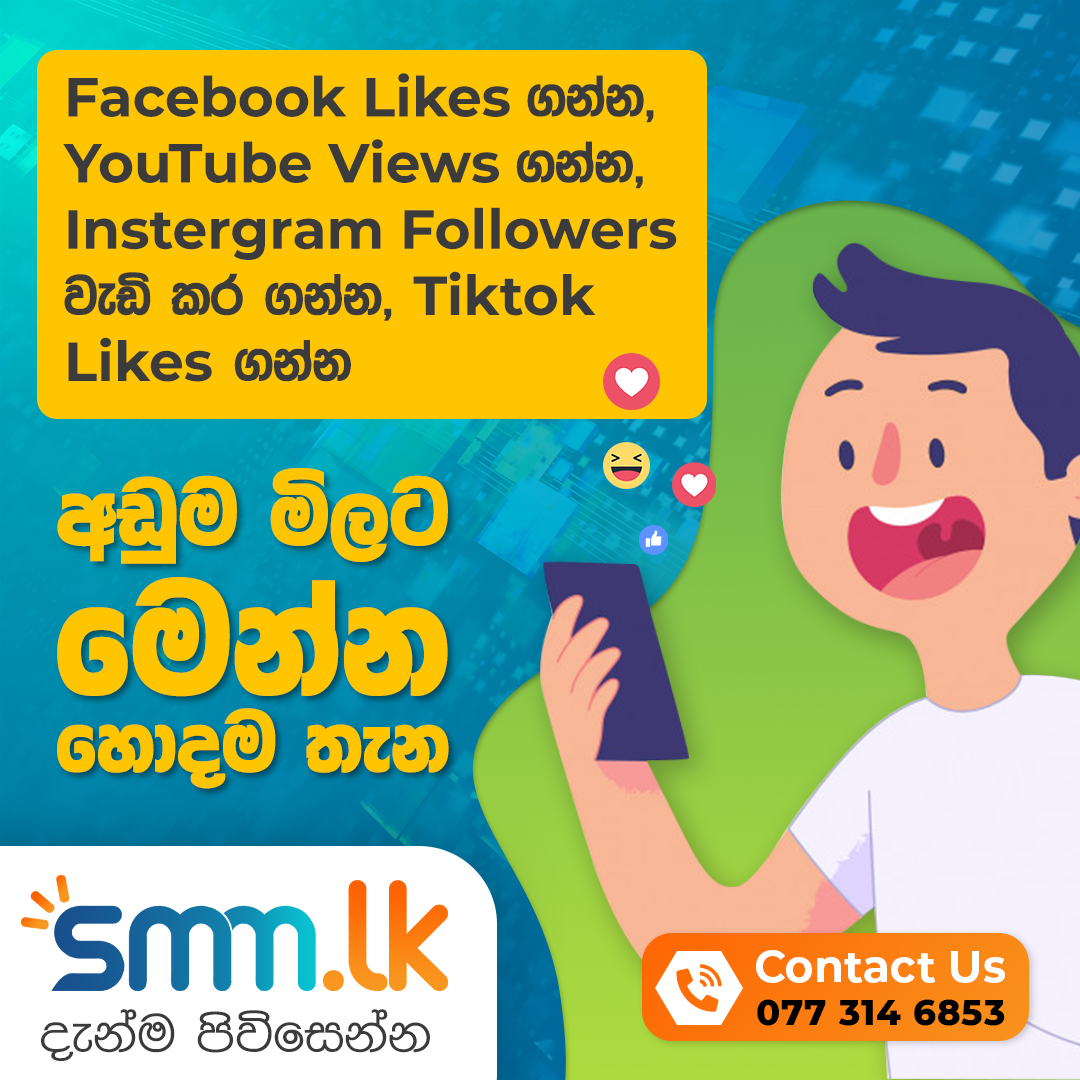 Facebook Likes ගන්න,
YouTube Views ගන්න,
Instergram Followers
වැඩි කර ගන්න, Tiktok
Likes ගන්න
අඩුම මිලට
මෙන්න
හොදම තැන
smm.lk
දැන්ම පිවිසෙන්න
Contact Us
077 314 6853